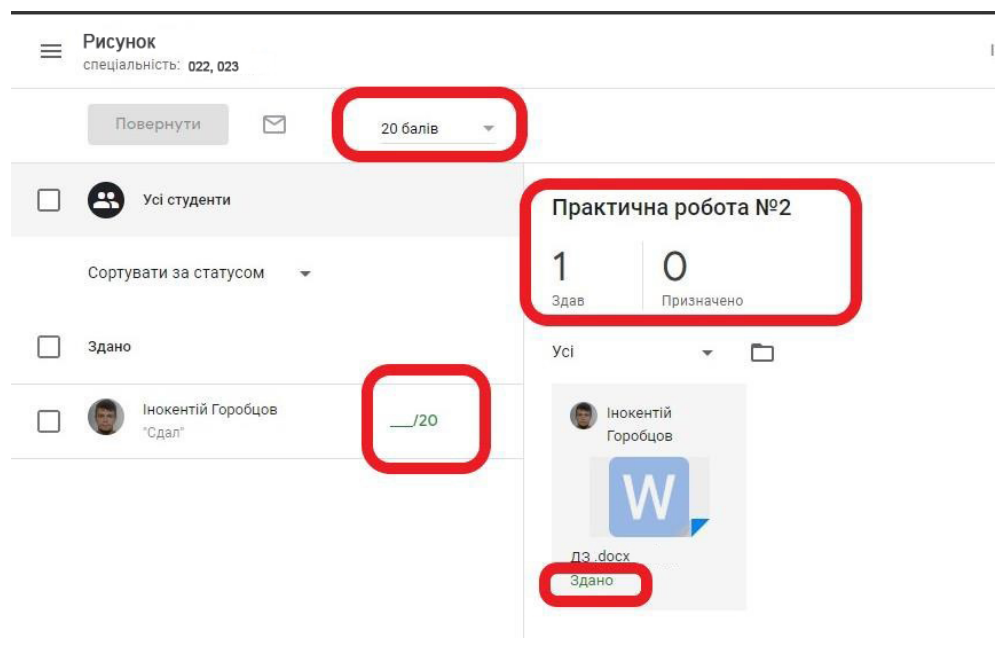 Рисунок
спеціальність: 022, 023
Повернути
20 балів
Усі студенти
Сортувати за статусом
Здано
Інокентій Горобцов
"Сдал"
__/20
Практична робота №2
1 0
Здав Призначено
Усі
Інокентій
Горобцов
W
ДЗ .docx
Здано